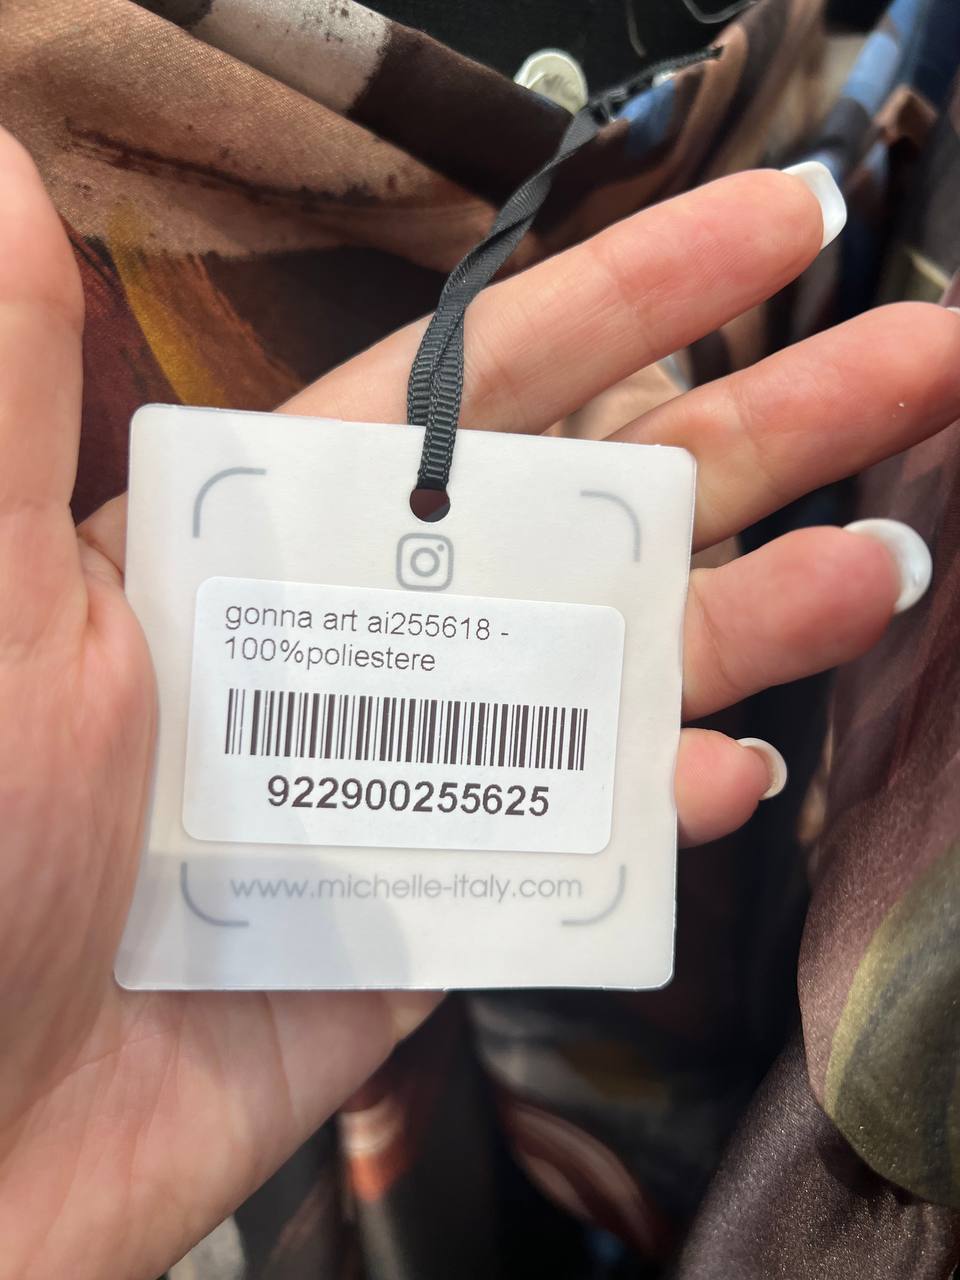 gonna art ai255618 -
100%poliestere
922900255625
www.michelle-italy.com